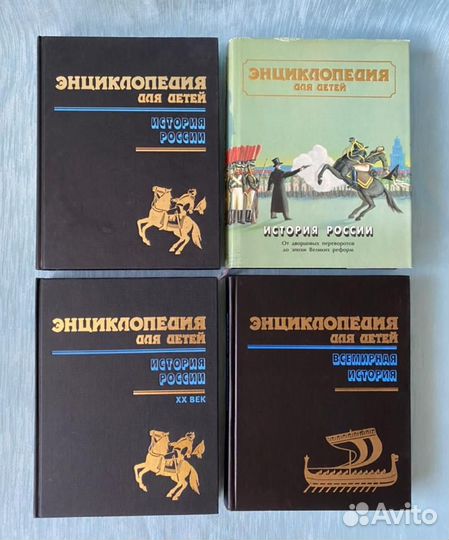 ЭНЦИКЛОПЕДИЯ
ДЛЯ ДЕТЕЙ
ИСТОРИЯ
РОССИИ
ЭНЦИКЛОПЕДИЯ
ДЛЯ ДЕТЕЙ
ИСТОРИЯ РОССИИ
От дворцовых переворотов
до эпохи Великих реформ
ЭНЦИКЛОПЕДИЯ
ДЛЯ ДЕТЕЙ
ИСТОРИЯ
РОССИИ
XX ВЕК
ЭНЦИКЛОПЕДИЯ
ДЛЯ ДЕТЕЙ
ВСЕМИРНАЯ
ИСТОРИЯ
Avito